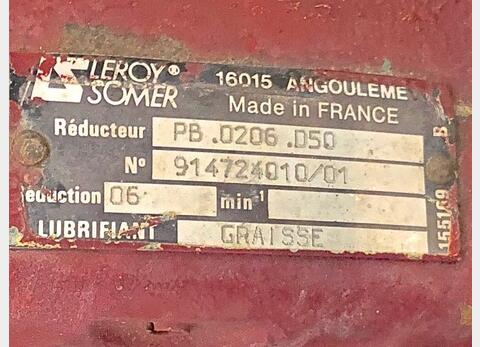 LEROY® SOMER
16015 ANGOULEME
Made in FRANCE
Réducteur PB.0206.D50
N° 914724010/01
eduction 06 min-1
LUBRIFIANT GRAISSE
B